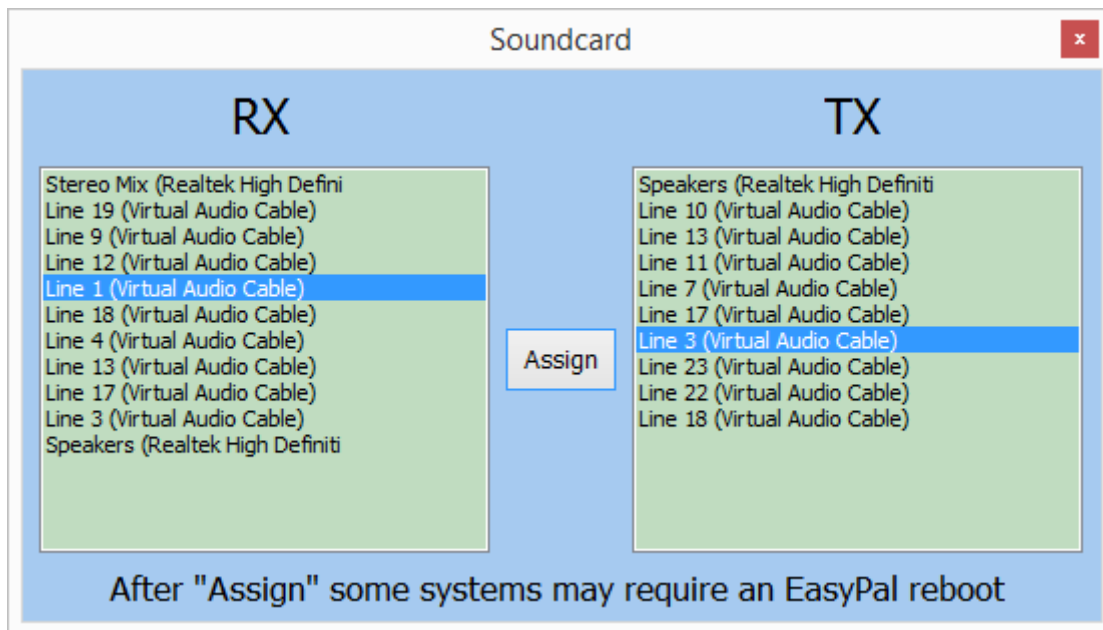 Soundcard
x
RX
TX
Stereo Mix (Realtek High Defini
Line 19 (Virtual Audio Cable)
Line 9 (Virtual Audio Cable)
Line 12 (Virtual Audio Cable)
Line 1 (Virtual Audio Cable)
Line 18 (Virtual Audio Cable)
Line 4 (Virtual Audio Cable)
Line 13 (Virtual Audio Cable)
Line 17 (Virtual Audio Cable)
Line 3 (Virtual Audio Cable)
Speakers (Realtek High Definiti
Assign
Speakers (Realtek High Definiti
Line 10 (Virtual Audio Cable)
Line 13 (Virtual Audio Cable)
Line 11 (Virtual Audio Cable)
Line 7 (Virtual Audio Cable)
Line 17 (Virtual Audio Cable)
Line 3 (Virtual Audio Cable)
Line 23 (Virtual Audio Cable)
Line 22 (Virtual Audio Cable)
Line 18 (Virtual Audio Cable)
After "Assign" some systems may require an EasyPal reboot